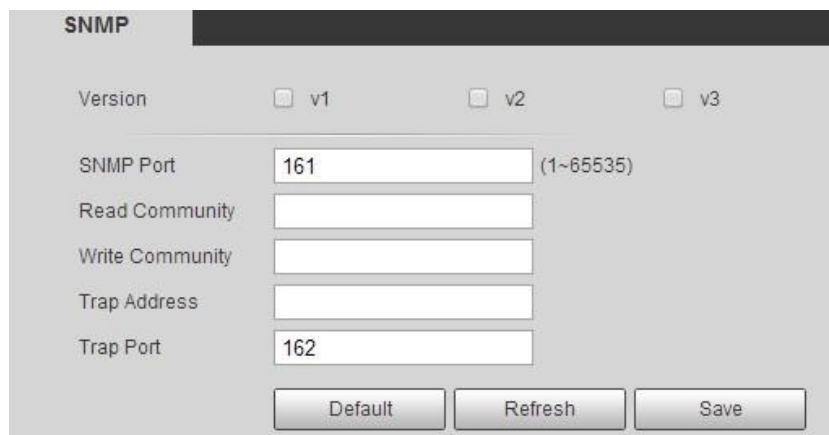 SNMP
Version v1 v2 v3
SNMP Port 161 (1~65535)
Read Community
Write Community
Trap Address
Trap Port 162
Default Refresh Save